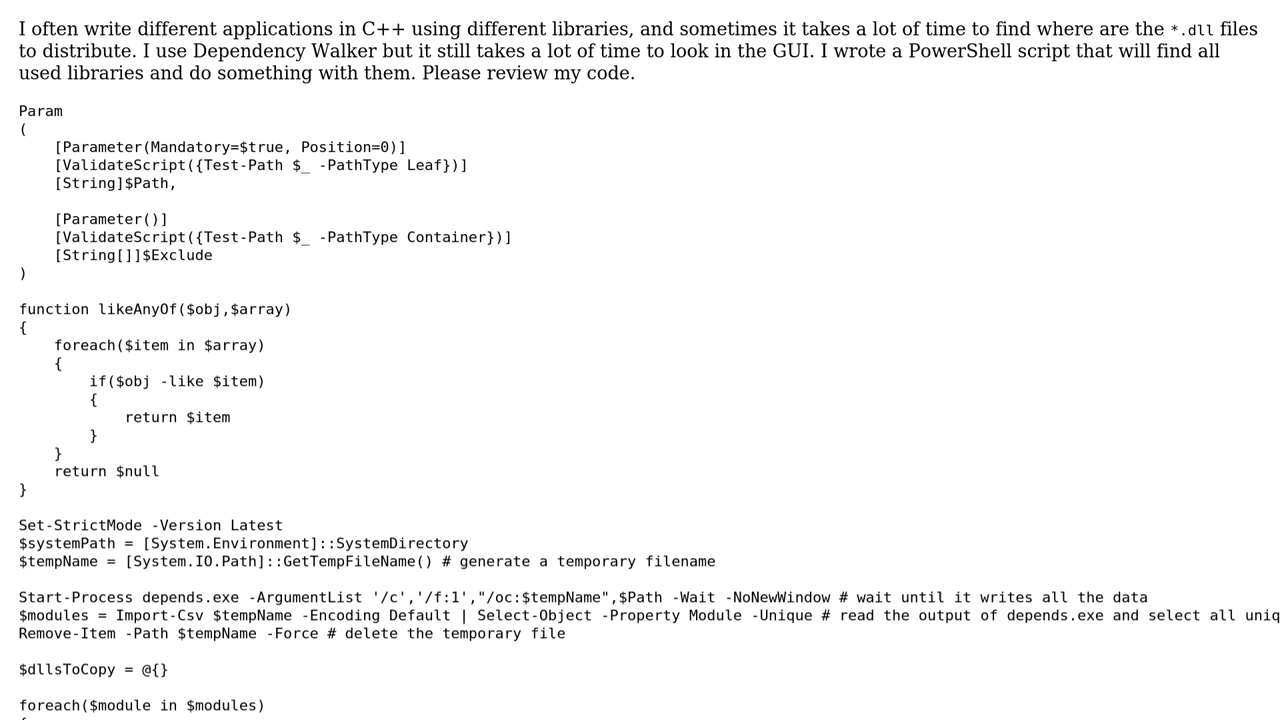 I often write different applications in C++ using different libraries, and sometimes it takes a lot of time to find where are the *.dll files
to distribute. I use Dependency Walker but it still takes a lot of time to look in the GUI. I wrote a PowerShell script that will find all
used libraries and do something with them. Please review my code.
Param
(
    [Parameter(Mandatory=$true, Position=0)]
    [ValidateScript({Test-Path $_ -PathType Leaf})]
    [String]$Path,
    [Parameter()]
    [ValidateScript({Test-Path $_ -PathType Container})]
    [String[]]$Exclude
)
function likeAnyOf($obj,$array)
{
    foreach($item in $array)
    {
        if($obj -like $item)
        {
            return $item
        }
    }
    return $null
}
Set-StrictMode -Version Latest
$systemPath = [System.Environment]::SystemDirectory
$tempName = [System.IO.Path]::GetTempFileName() # generate a temporary filename
Start-Process depends.exe -ArgumentList '/c','/f:1',"/oc:$tempName",$Path -Wait -NoNewWindow # wait until it writes all the data
$modules = Import-Csv $tempName -Encoding Default | Select-Object -Property Module -Unique # read the output of depends.exe and select all uniq
Remove-Item -Path $tempName -Force # delete the temporary file
$dllsToCopy = @{}
foreach($module in $modules)